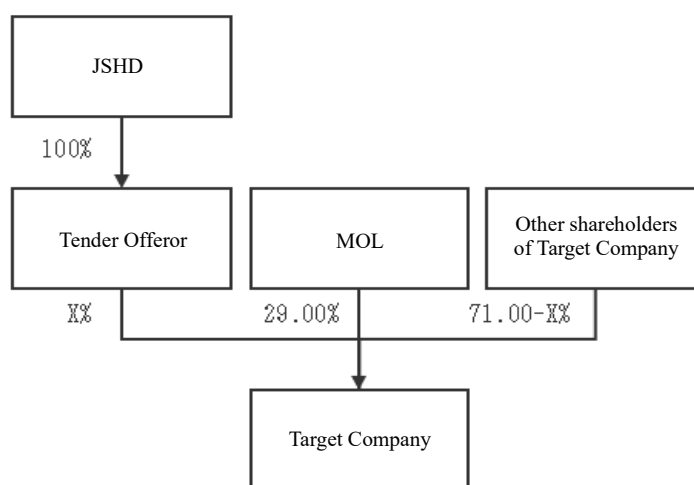 JSHD
100%
Tender Offeror
MOL
Other shareholders
of Target Company
X%
29.00%
71.00-X%
Target Company